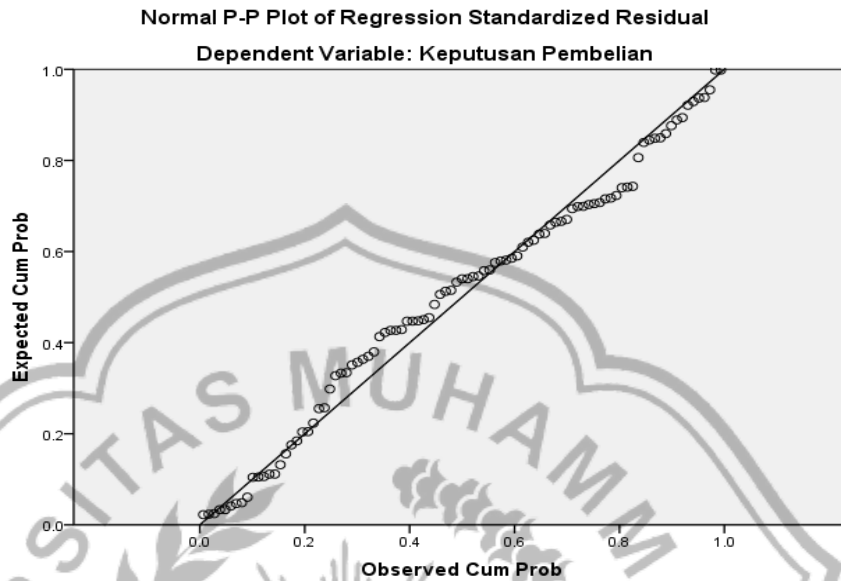 Normal P-P Plot of Regression Standardized Residual
Dependent Variable: Keputusan Pembelian
Expected Cum Prob
1.0
0.8
0.6
0.4
0.2
0.0
0.0 0.2 0.4 0.6 0.8 1.0
Observed Cum Prob
SITAS MUHAMM